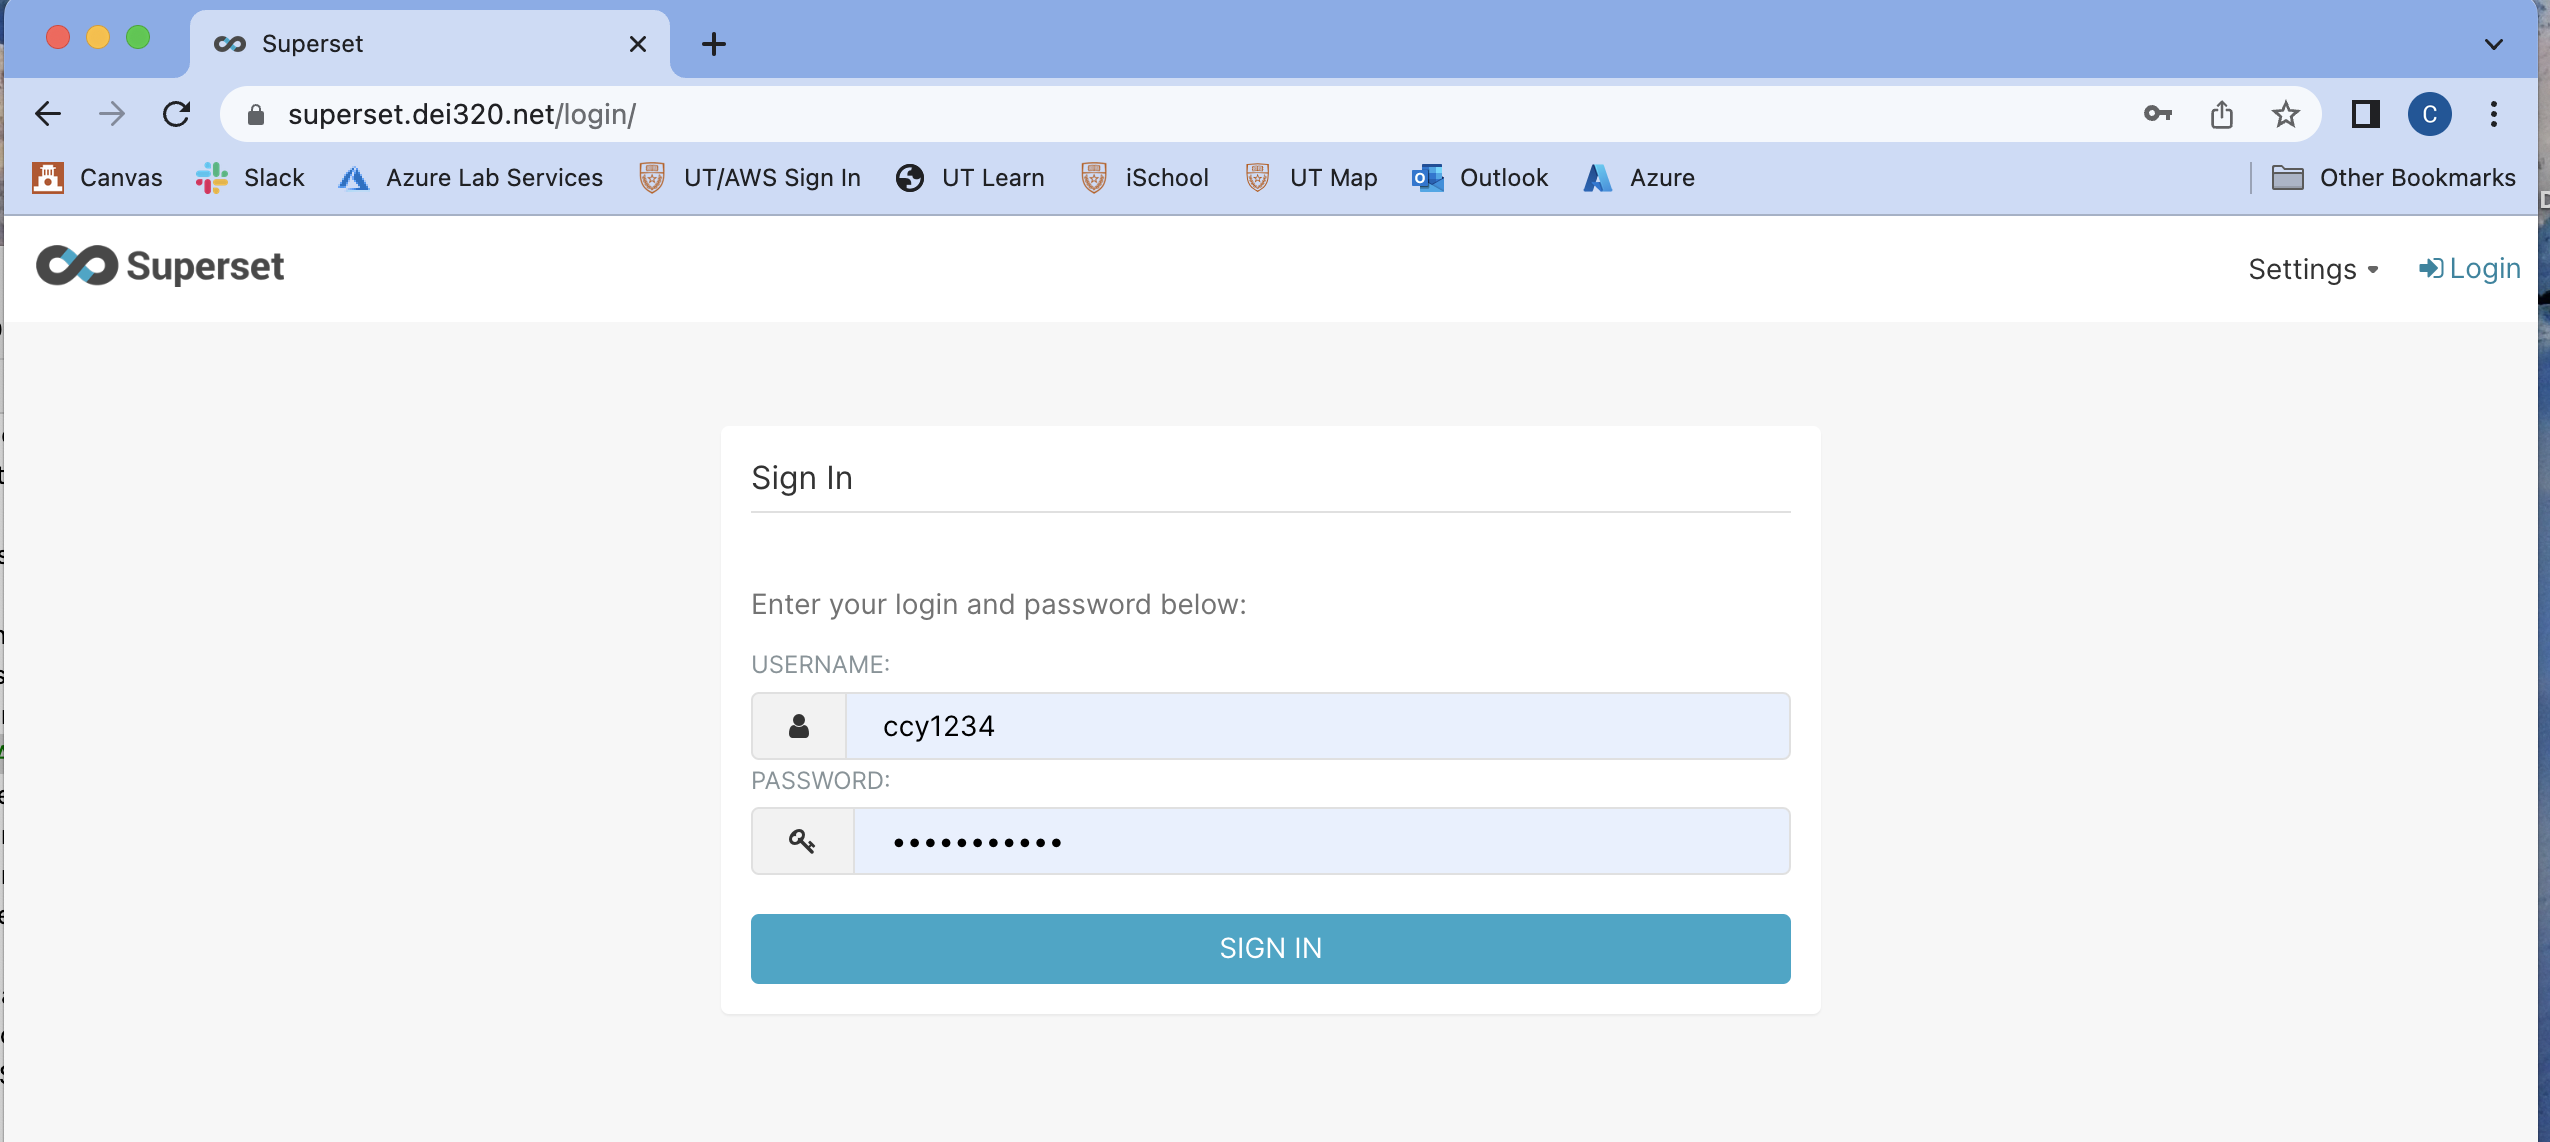 Superset
superset.dei320.net/login/
C
Canvas Slack Azure Lab Services UT/AWS Sign In UT Learn iSchool UT Map Outlook Azure Other Bookmarks
Superset Settings Login
Sign In
Enter your login and password below:
USERNAME:
ccy1234
PASSWORD:
•••••••••••
SIGN IN